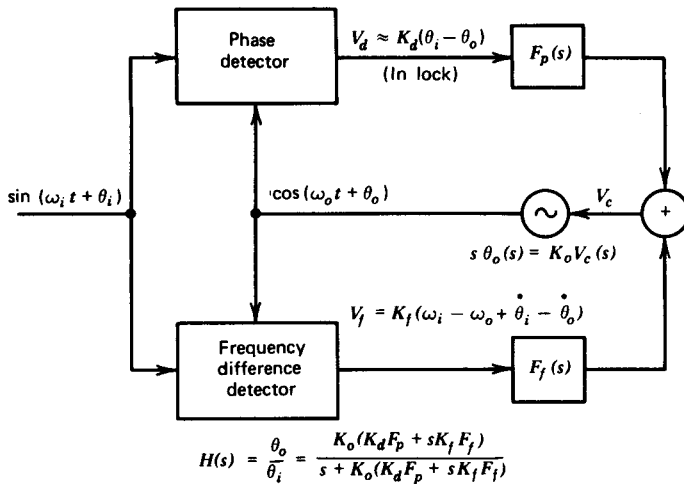 Phase
detector
V_d ≈ K_d(θ_i − θ_o)
(In lock)
F_p(s)
sin (ω_i t + θ_i)
cos(ω_o t + θ_o)
V_c
+
s θ_o(s) = K_o V_c(s)
V_f = K_f(ω_i − ω_o + θ̇_i − θ̇_o)
Frequency
difference
detector
F_f(s)
H(s) = θ_o/θ_i = K_o(K_d F_p + sK_f F_f)/(s + K_o(K_d F_p + sK_f F_f))